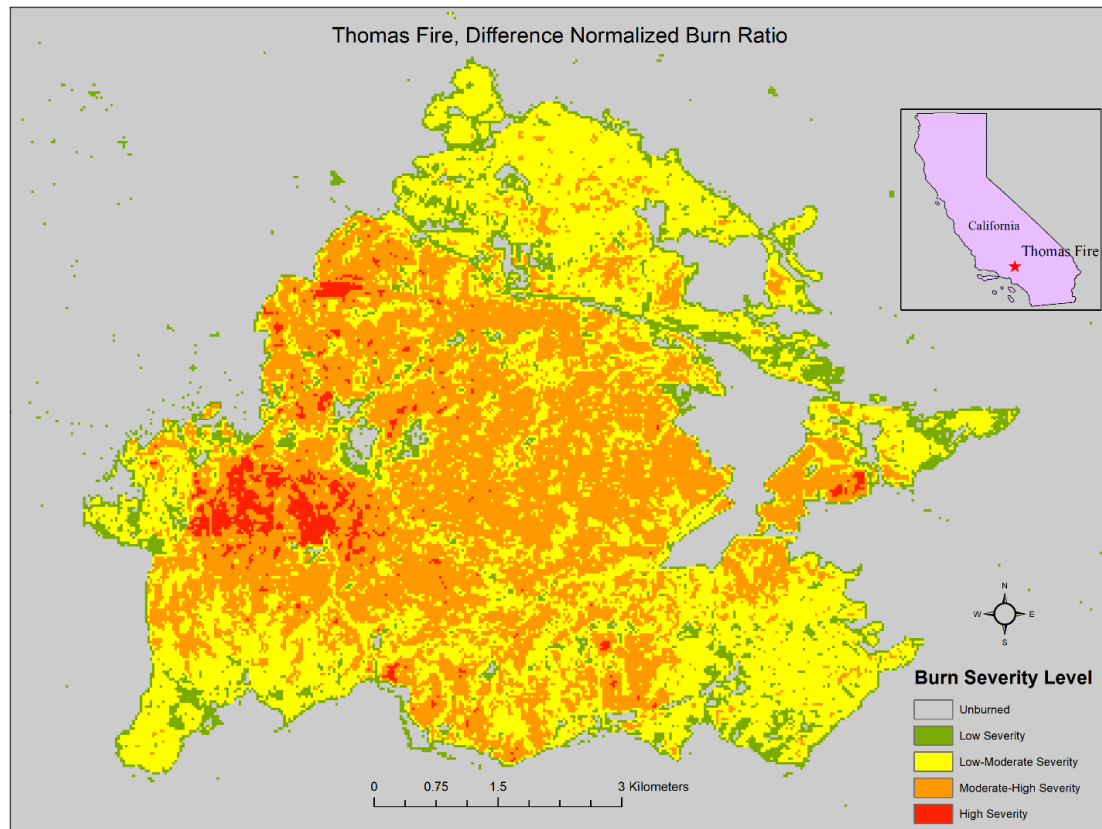 Thomas Fire, Difference Normalized Burn Ratio
California
Thomas Fire
N
W E
S
Burn Severity Level
Unburned
Low Severity
Low-Moderate Severity
Moderate-High Severity
High Severity
0 0.75 1.5 3 Kilometers